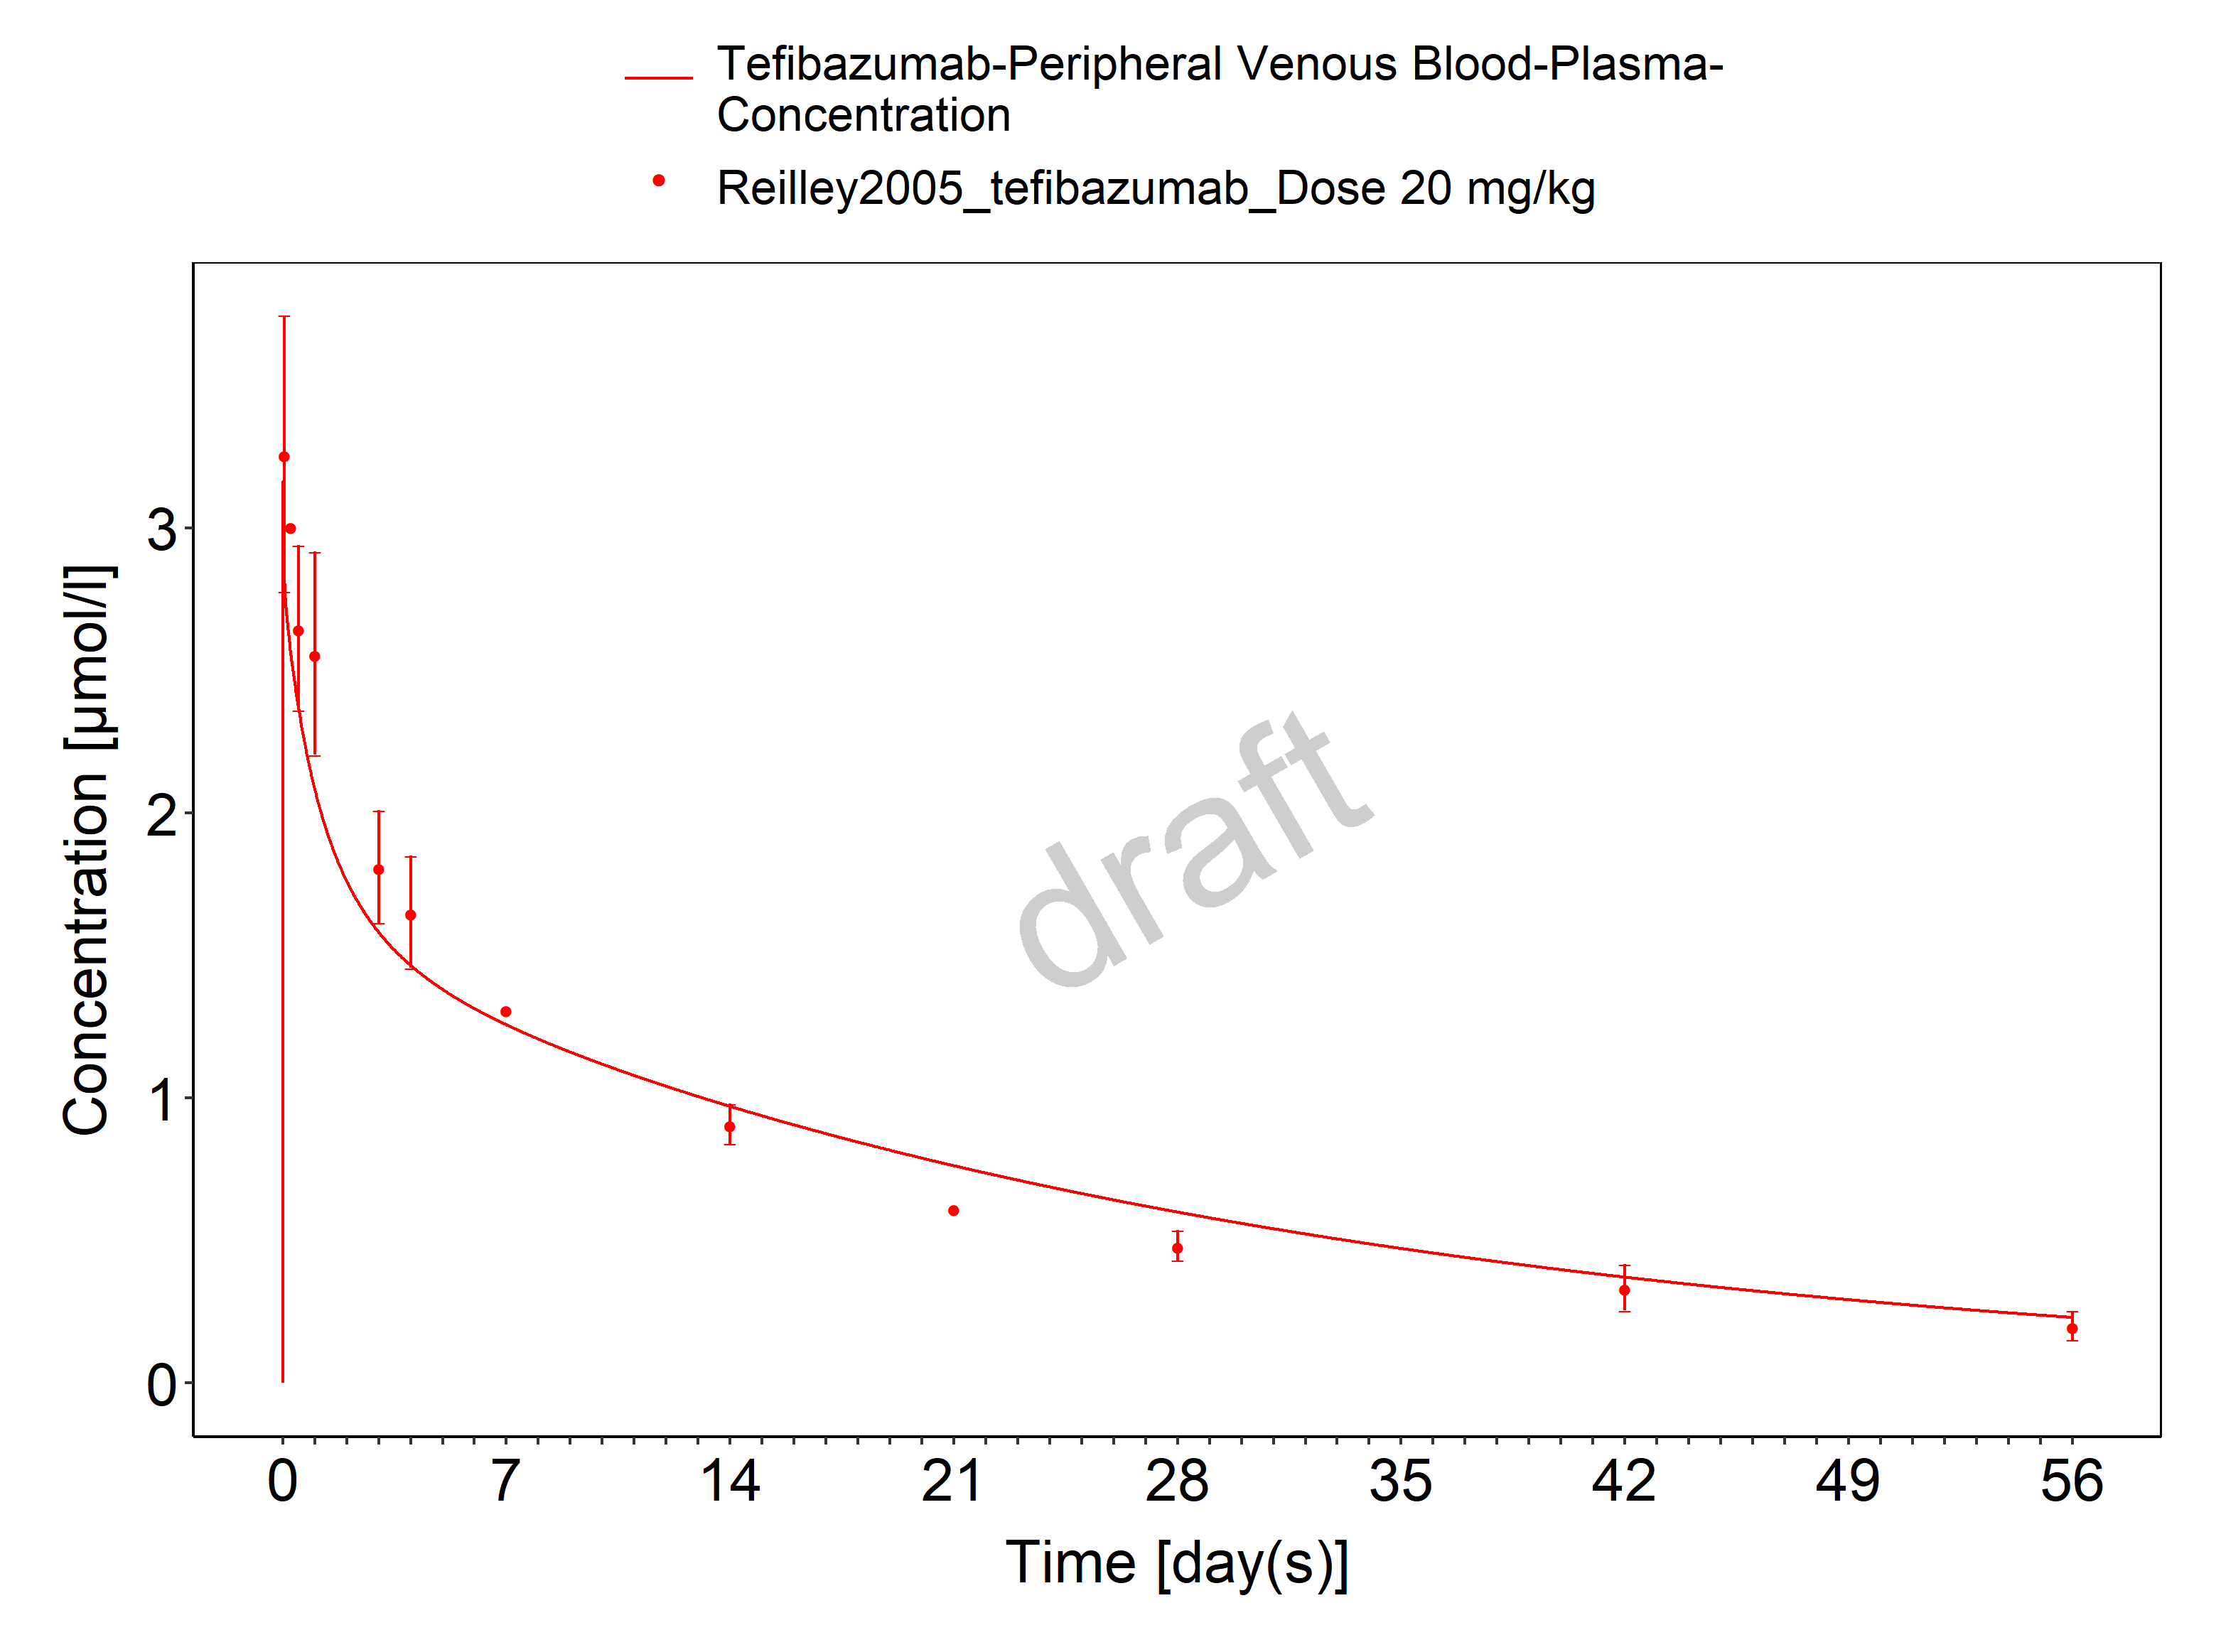 Tefibazumab-Peripheral Venous Blood-Plasma-
Concentration
Reilley2005_tefibazumab_Dose 20 mg/kg
Concentration [µmol/l]
3
2
1
0
draft
0 7 14 21 28 35 42 49 56
Time [day(s)]